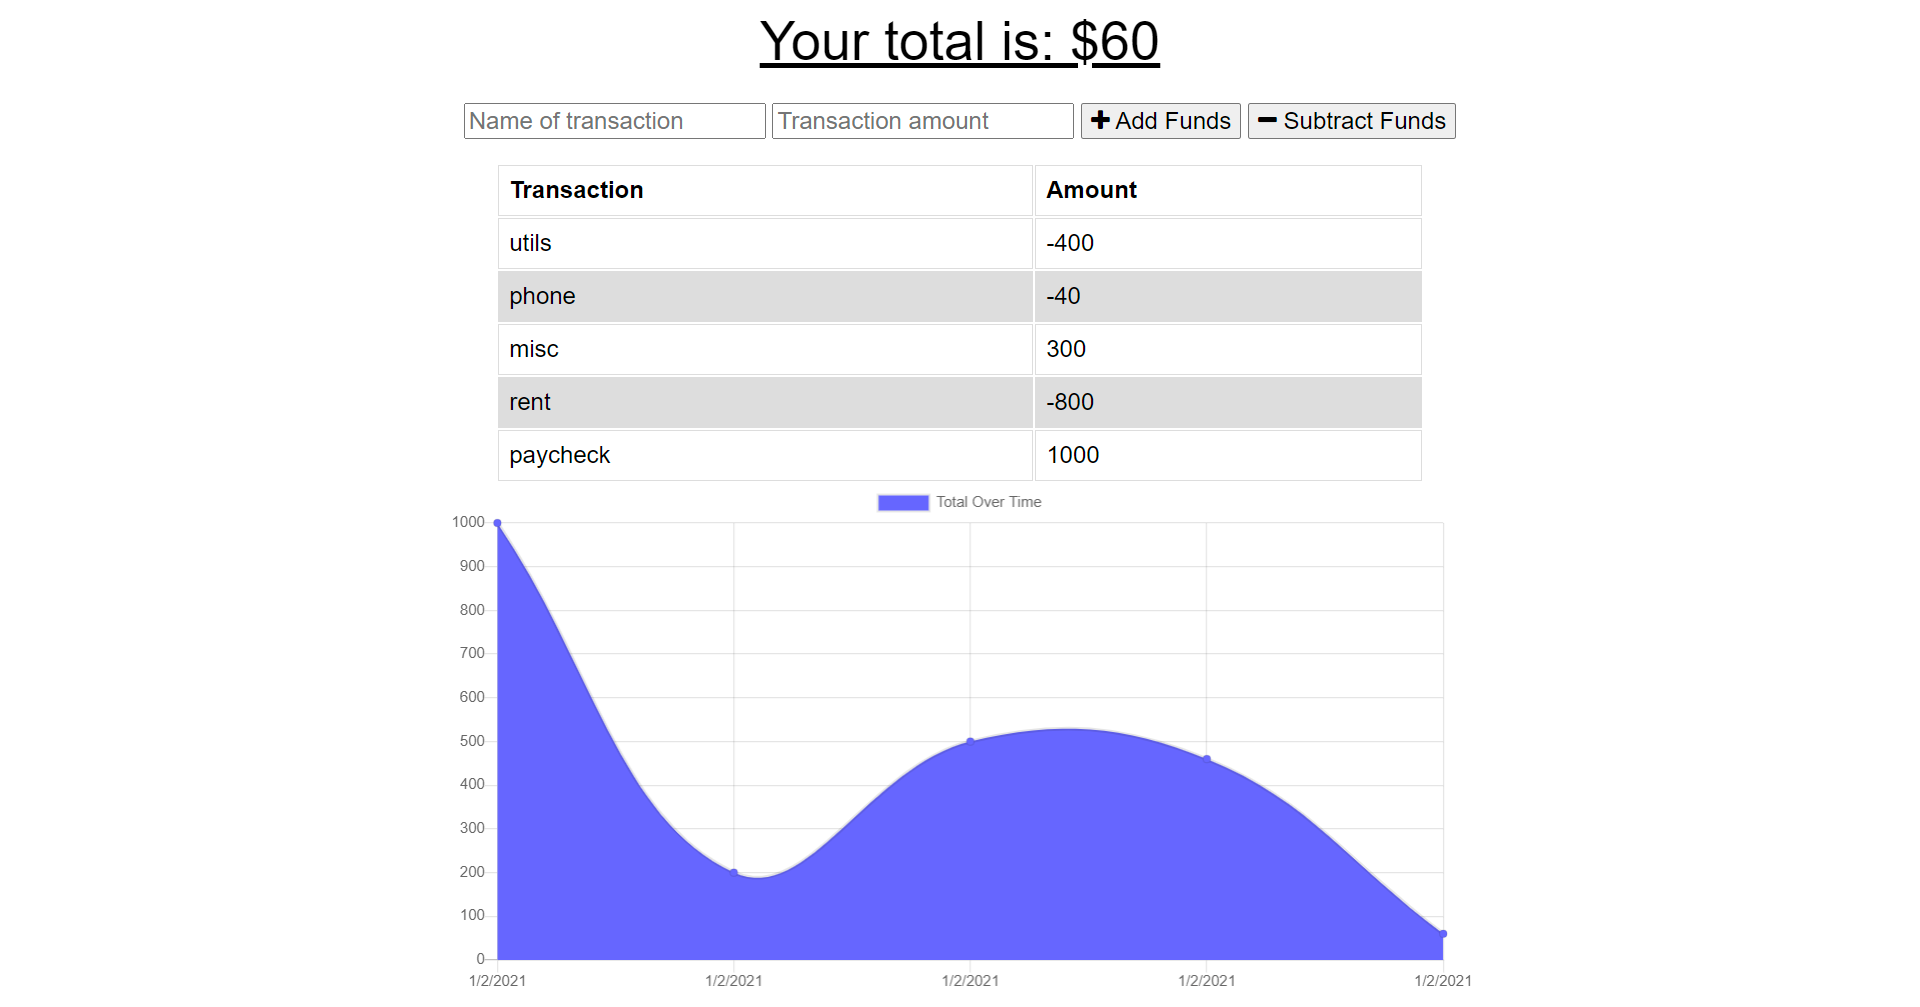 Your total is: $60
Name of transaction Transaction amount Add Funds Subtract Funds
Transaction Amount
utils -400
phone -40
misc 300
rent -800
paycheck 1000
Total Over Time
1000
900
800
700
600
500
400
300
200
100
0
1/2/2021 1/2/2021 1/2/2021 1/2/2021 1/2/2021